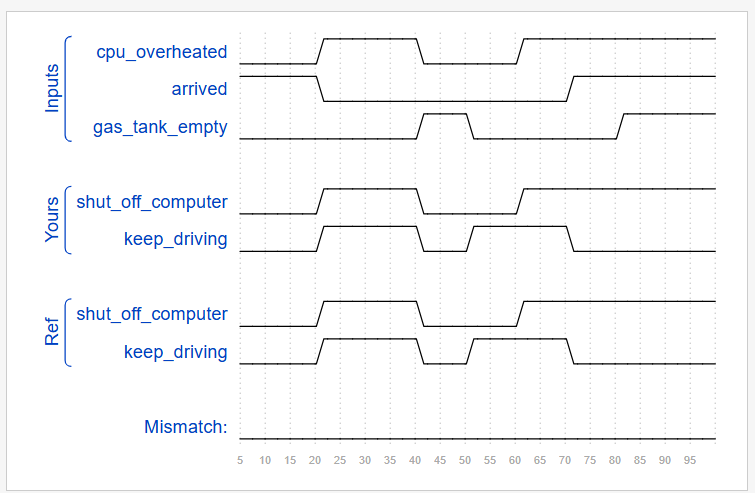 Inputs
cpu_overheated
arrived
gas_tank_empty
Yours
shut_off_computer
keep_driving
Ref
shut_off_computer
keep_driving
Mismatch:
5 10 15 20 25 30 35 40 45 50 55 60 65 70 75 80 85 90 95